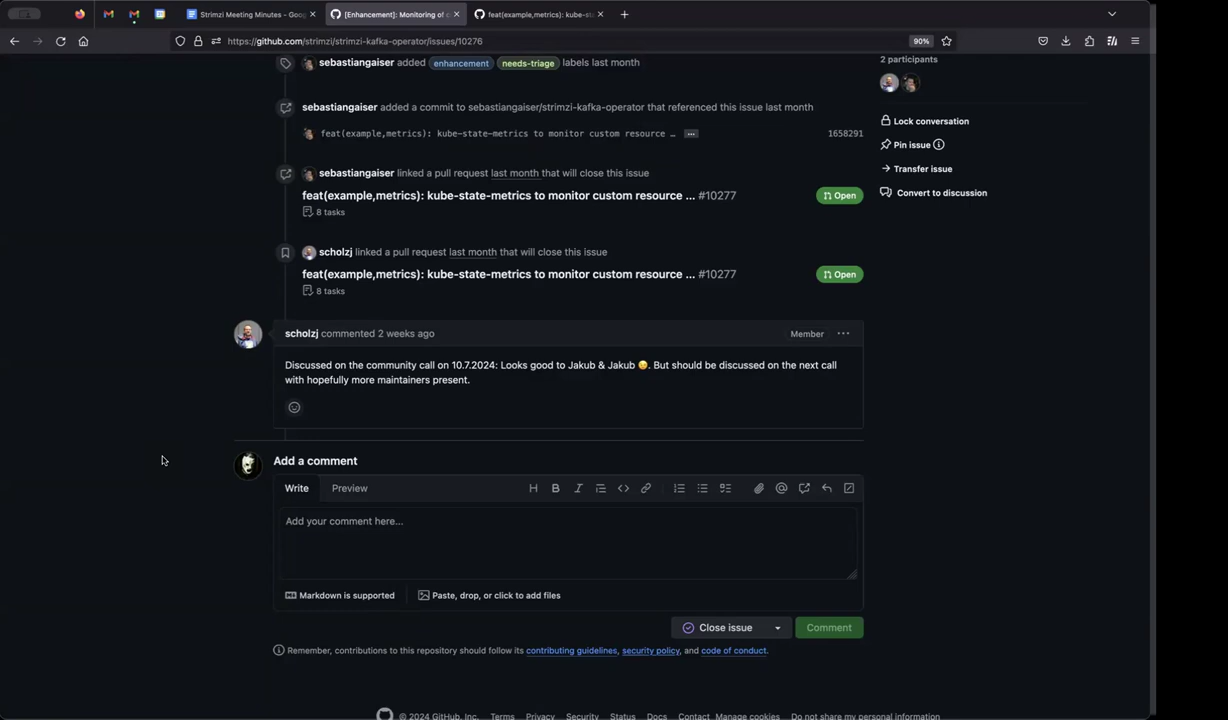 Strimzi Meeting Minutes - Goog
[Enhancement]: Monitoring of c
feat(example,metrics): kube-sta
https://github.com/strimzi/strimzi-kafka-operator/issues/10276
90%
sebastiangaiser added enhancement needs-triage labels last month
2 participants
sebastiangaiser added a commit to sebastiangaiser/strimzi-kafka-operator that referenced this issue last month
feat(example,metrics): kube-state-metrics to monitor custom resource … ... 1658291
Lock conversation
Pin issue
Transfer issue
Convert to discussion
sebastiangaiser linked a pull request last month that will close this issue
feat(example,metrics): kube-state-metrics to monitor custom resource ... #10277
Open
8 tasks
scholzj linked a pull request last month that will close this issue
feat(example,metrics): kube-state-metrics to monitor custom resource ... #10277
Open
8 tasks
scholzj commented 2 weeks ago
Member ...
Discussed on the community call on 10.7.2024: Looks good to Jakub & Jakub 😉. But should be discussed on the next call
with hopefully more maintainers present.
Add a comment
Write Preview
Add your comment here...
Markdown is supported
Paste, drop, or click to add files
Close issue
Comment
Remember, contributions to this repository should follow its contributing guidelines, security policy, and code of conduct.
© 2024 GitHub, Inc. Terms Privacy Security Status Docs Contact Manage cookies Do not share my personal information